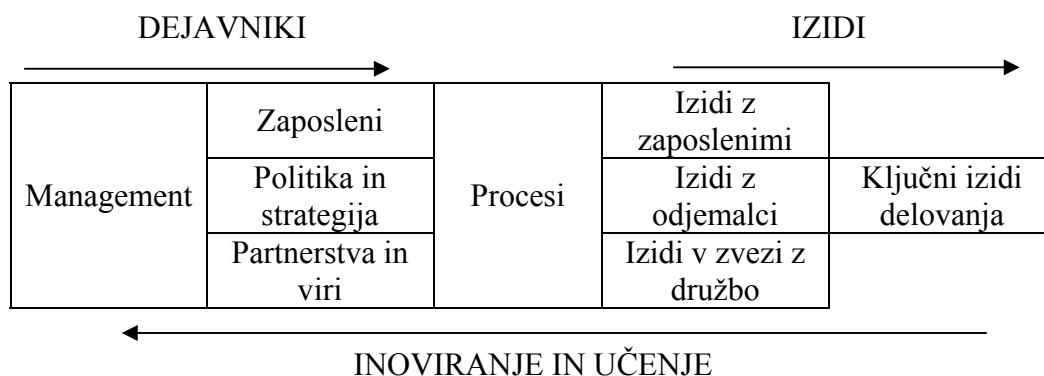 DEJAVNIKI
IZIDI
Management
Zaposleni
Politika in
strategija
Partnerstva in
viri
Procesi
Izidi z
zaposlenimi
Izidi z
odjemalci
Izidi v zvezi z
družbo
Ključni izidi
delovanja
INOVIRANJE IN UČENJE